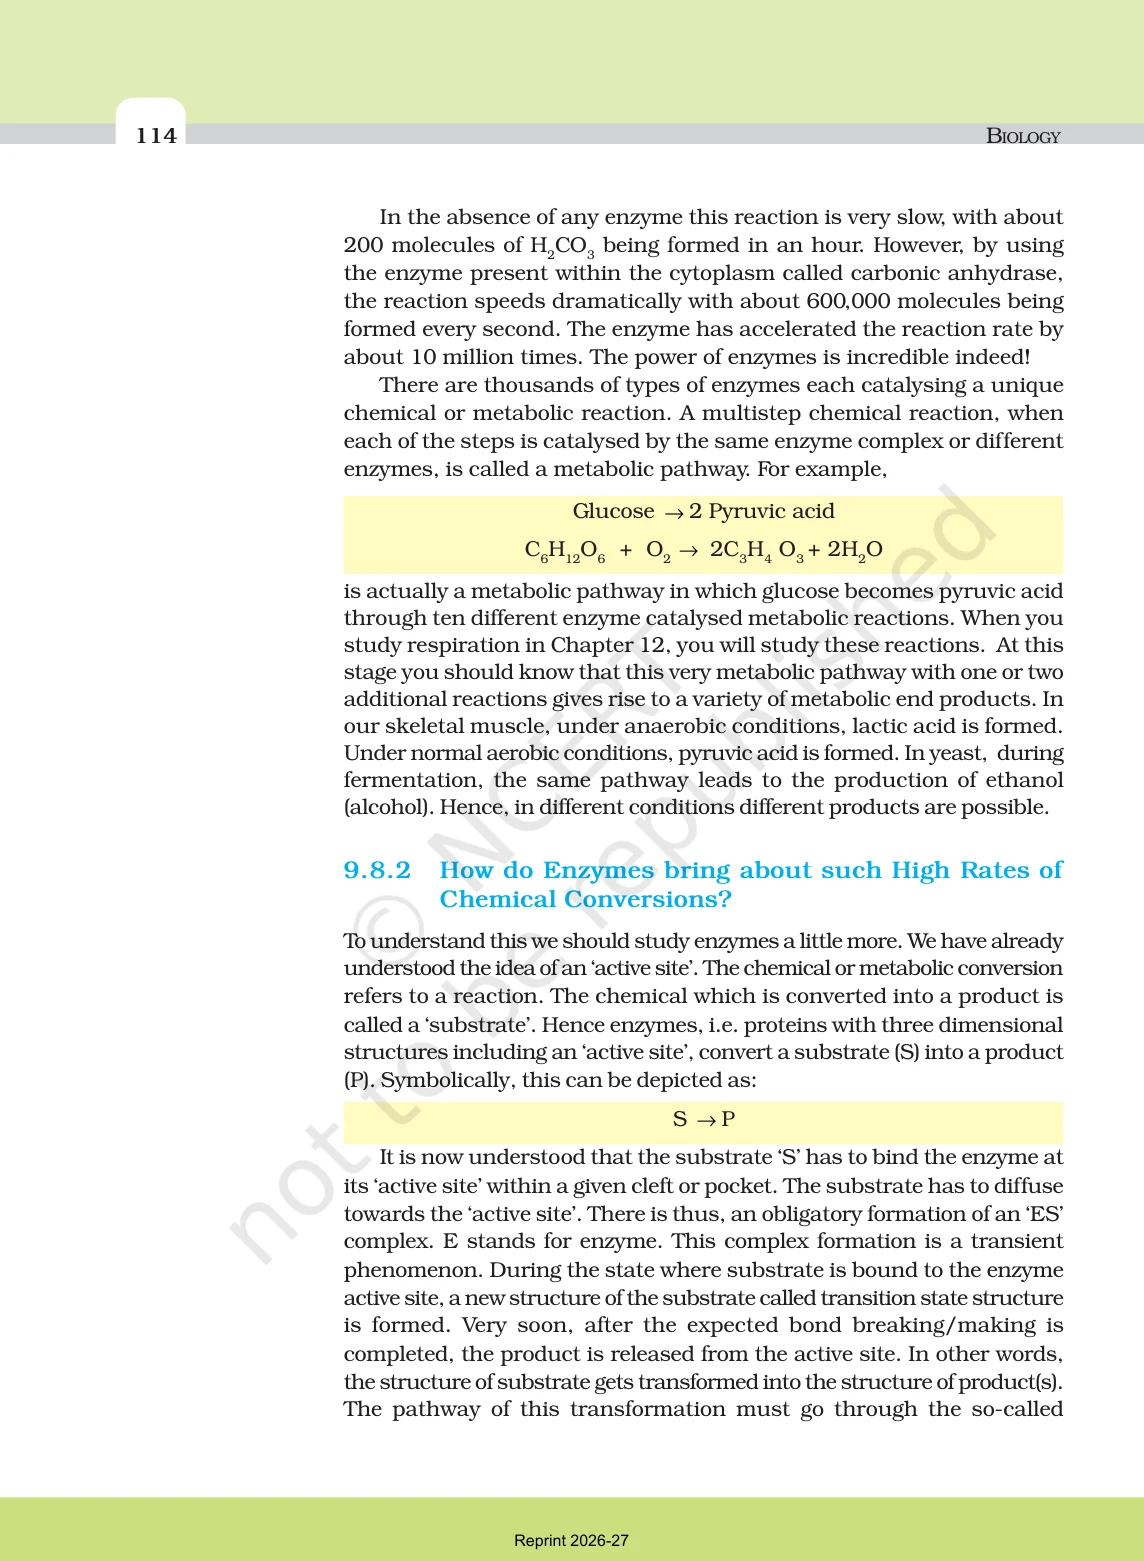 114
BIOLOGY
In the absence of any enzyme this reaction is very slow, with about
200 molecules of H₂CO₃ being formed in an hour. However, by using
the enzyme present within the cytoplasm called carbonic anhydrase,
the reaction speeds dramatically with about 600,000 molecules being
formed every second. The enzyme has accelerated the reaction rate by
about 10 million times. The power of enzymes is incredible indeed!
There are thousands of types of enzymes each catalysing a unique
chemical or metabolic reaction. A multistep chemical reaction, when
each of the steps is catalysed by the same enzyme complex or different
enzymes, is called a metabolic pathway. For example,
Glucose → 2 Pyruvic acid
C₆H₁₂O₆ + O₂ → 2C₃H₄ O₃ + 2H₂O
is actually a metabolic pathway in which glucose becomes pyruvic acid
through ten different enzyme catalysed metabolic reactions. When you
study respiration in Chapter 12, you will study these reactions. At this
stage you should know that this very metabolic pathway with one or two
additional reactions gives rise to a variety of metabolic end products. In
our skeletal muscle, under anaerobic conditions, lactic acid is formed.
Under normal aerobic conditions, pyruvic acid is formed. In yeast, during
fermentation, the same pathway leads to the production of ethanol
(alcohol). Hence, in different conditions different products are possible.
9.8.2 How do Enzymes bring about such High Rates of
Chemical Conversions?
To understand this we should study enzymes a little more. We have already
understood the idea of an ‘active site’. The chemical or metabolic conversion
refers to a reaction. The chemical which is converted into a product is
called a ‘substrate’. Hence enzymes, i.e. proteins with three dimensional
structures including an ‘active site’, convert a substrate (S) into a product
(P). Symbolically, this can be depicted as:
S → P
It is now understood that the substrate ‘S’ has to bind the enzyme at
its ‘active site’ within a given cleft or pocket. The substrate has to diffuse
towards the ‘active site’. There is thus, an obligatory formation of an ‘ES’
complex. E stands for enzyme. This complex formation is a transient
phenomenon. During the state where substrate is bound to the enzyme
active site, a new structure of the substrate called transition state structure
is formed. Very soon, after the expected bond breaking/making is
completed, the product is released from the active site. In other words,
the structure of substrate gets transformed into the structure of product(s).
The pathway of this transformation must go through the so-called
© NCERT
not to be republished
Reprint 2026-27